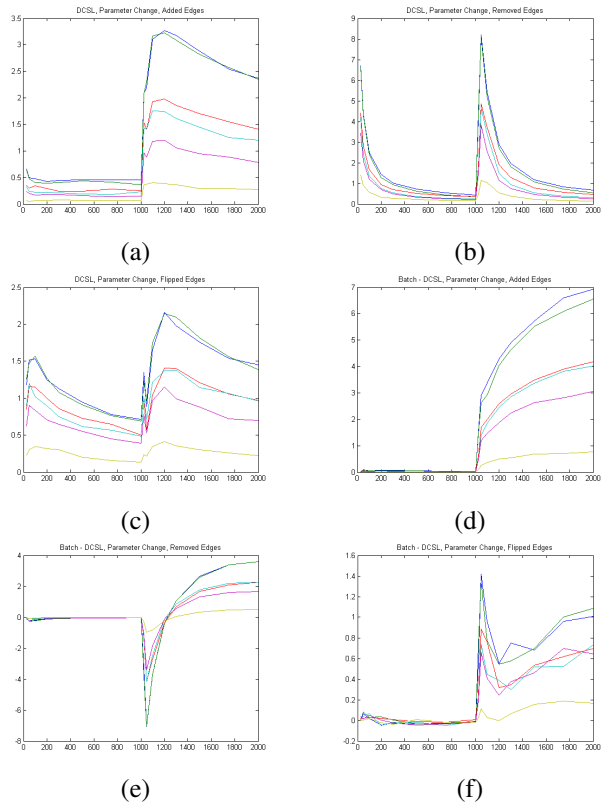 DCSL, Parameter Change, Added Edges
3.5
3
2.5
2
1.5
1
0.5
0
0 200 400 600 800 1000 1200 1400 1600 1800 2000
(a)
DCSL, Parameter Change, Removed Edges
9
8
7
6
5
4
3
2
1
0
0 200 400 600 800 1000 1200 1400 1600 1800 2000
(b)
DCSL, Parameter Change, Flipped Edges
2.5
2
1.5
1
0.5
0
0 200 400 600 800 1000 1200 1400 1600 1800 2000
(c)
Batch - DCSL, Parameter Change, Added Edges
7
6
5
4
3
2
1
0
0 200 400 600 800 1000 1200 1400 1600 1800 2000
(d)
Batch - DCSL, Parameter Change, Removed Edges
4
2
0
-2
-4
-6
-8
0 200 400 600 800 1000 1200 1400 1600 1800 2000
(e)
Batch - DCSL, Parameter Change, Flipped Edges
1.6
1.4
1.2
1
0.8
0.6
0.4
0.2
0
-0.2
0 200 400 600 800 1000 1200 1400 1600 1800 2000
(f)